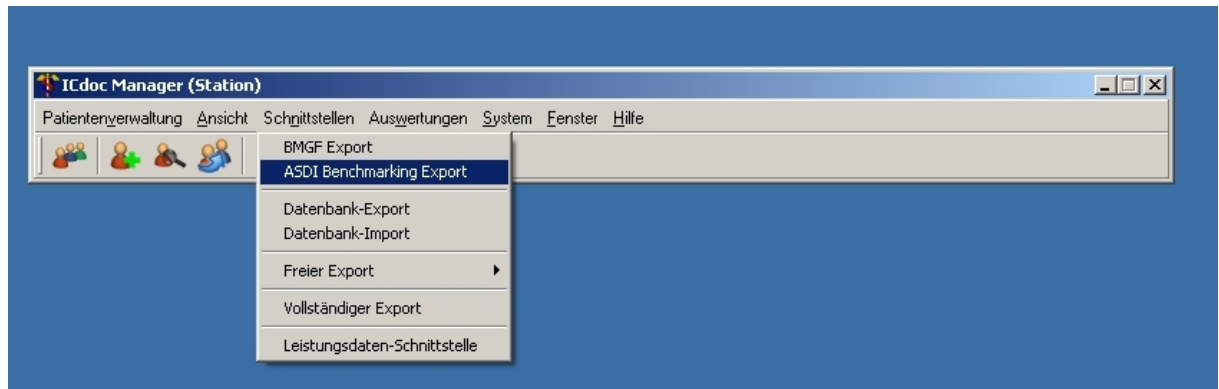 ICdoc Manager (Station)
Patientenverwaltung Ansicht Schnittstellen Auswertungen System Fenster Hilfe
BMGF Export
ASDI Benchmarking Export
Datenbank-Export
Datenbank-Import
Freier Export
Vollständiger Export
Leistungsdaten-Schnittstelle